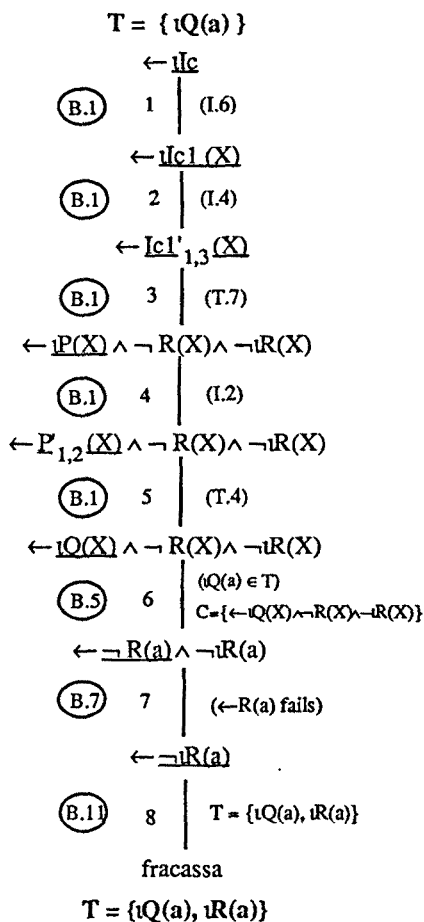 T = { ιQ(a) }
← ιIc
B.1 1 (I.6)
← ιIc1 (X)
B.1 2 (I.4)
← Ic1'1,3 (X)
B.1 3 (T.7)
← ιP(X) ∧ ¬ R(X) ∧ ¬ιR(X)
B.1 4 (I.2)
← P'1,2 (X) ∧ ¬ R(X) ∧ ¬ιR(X)
B.1 5 (T.4)
← ιQ(X) ∧ ¬ R(X) ∧ ¬ιR(X)
B.5 6 (ιQ(a) ∈ T)
C={←ιQ(X)∧¬R(X)∧¬ιR(X)}
← ¬ R(a) ∧ ¬ιR(a)
B.7 7 (←R(a) fails)
← ¬ιR(a)
B.11 8 T = {ιQ(a), ιR(a)}
fracassa
T = {ιQ(a), ιR(a)}